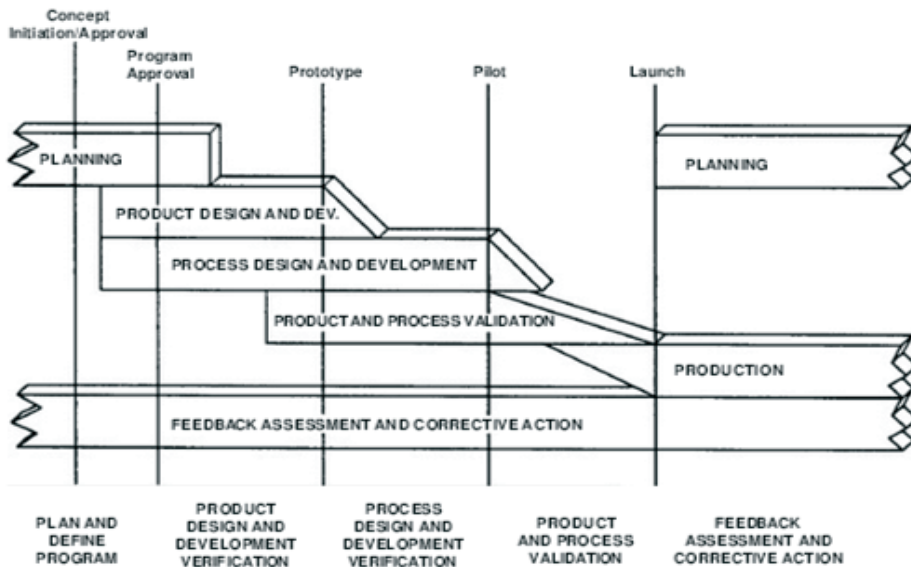 Concept
Initiation/Approval
Program
Approval
Prototype
Pilot
Launch
PLANNING
PLANNING
PRODUCT DESIGN AND DEV.
PROCESS DESIGN AND DEVELOPMENT
PRODUCT AND PROCESS VALIDATION
PRODUCTION
FEEDBACK ASSESSMENT AND CORRECTIVE ACTION
PLAN AND
DEFINE
PROGRAM
PRODUCT
DESIGN AND
DEVELOPMENT
VERIFICATION
PROCESS
DESIGN AND
DEVELOPMENT
VERIFICATION
PRODUCT
AND PROCESS
VALIDATION
FEEDBACK
ASSESSMENT AND
CORRECTIVE ACTION